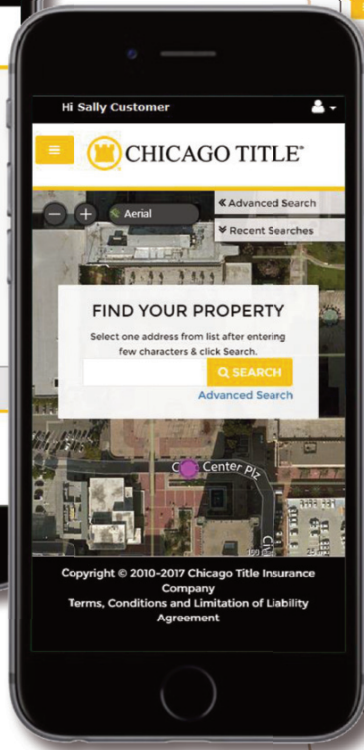 Hi Sally Customer
CHICAGO TITLE®
Aerial
Advanced Search
Recent Searches
FIND YOUR PROPERTY
Select one address from list after entering
few characters & click Search.
SEARCH
Advanced Search
Center Plz
Copyright © 2010-2017 Chicago Title Insurance
Company
Terms, Conditions and Limitation of Liability
Agreement